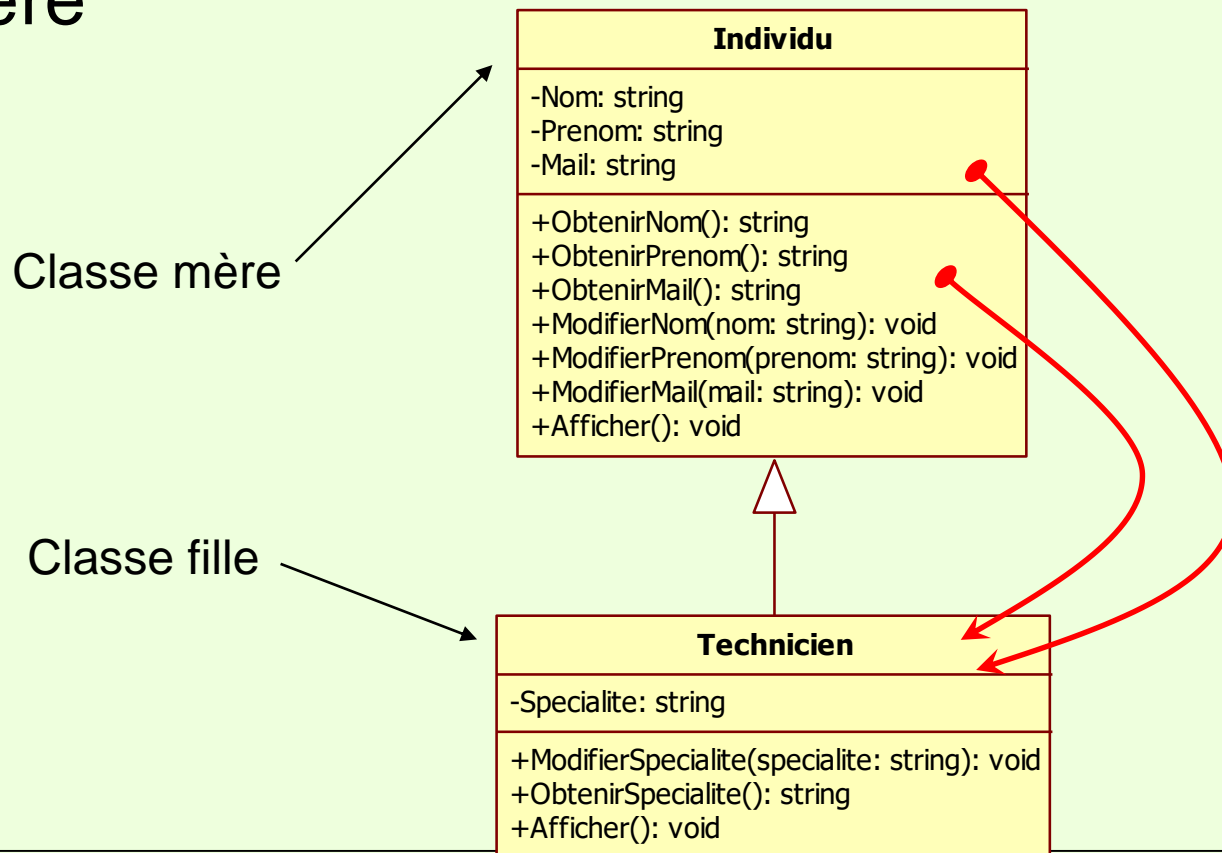 Individu
-Nom: string
-Prenom: string
-Mail: string
+ObtenirNom(): string
+ObtenirPrenom(): string
+ObtenirMail(): string
+ModifierNom(nom: string): void
+ModifierPrenom(prenom: string): void
+ModifierMail(mail: string): void
+Afficher(): void
Classe mère
Classe fille
Technicien
-Specialite: string
+ModifierSpecialite(specialite: string): void
+ObtenirSpecialite(): string
+Afficher(): void